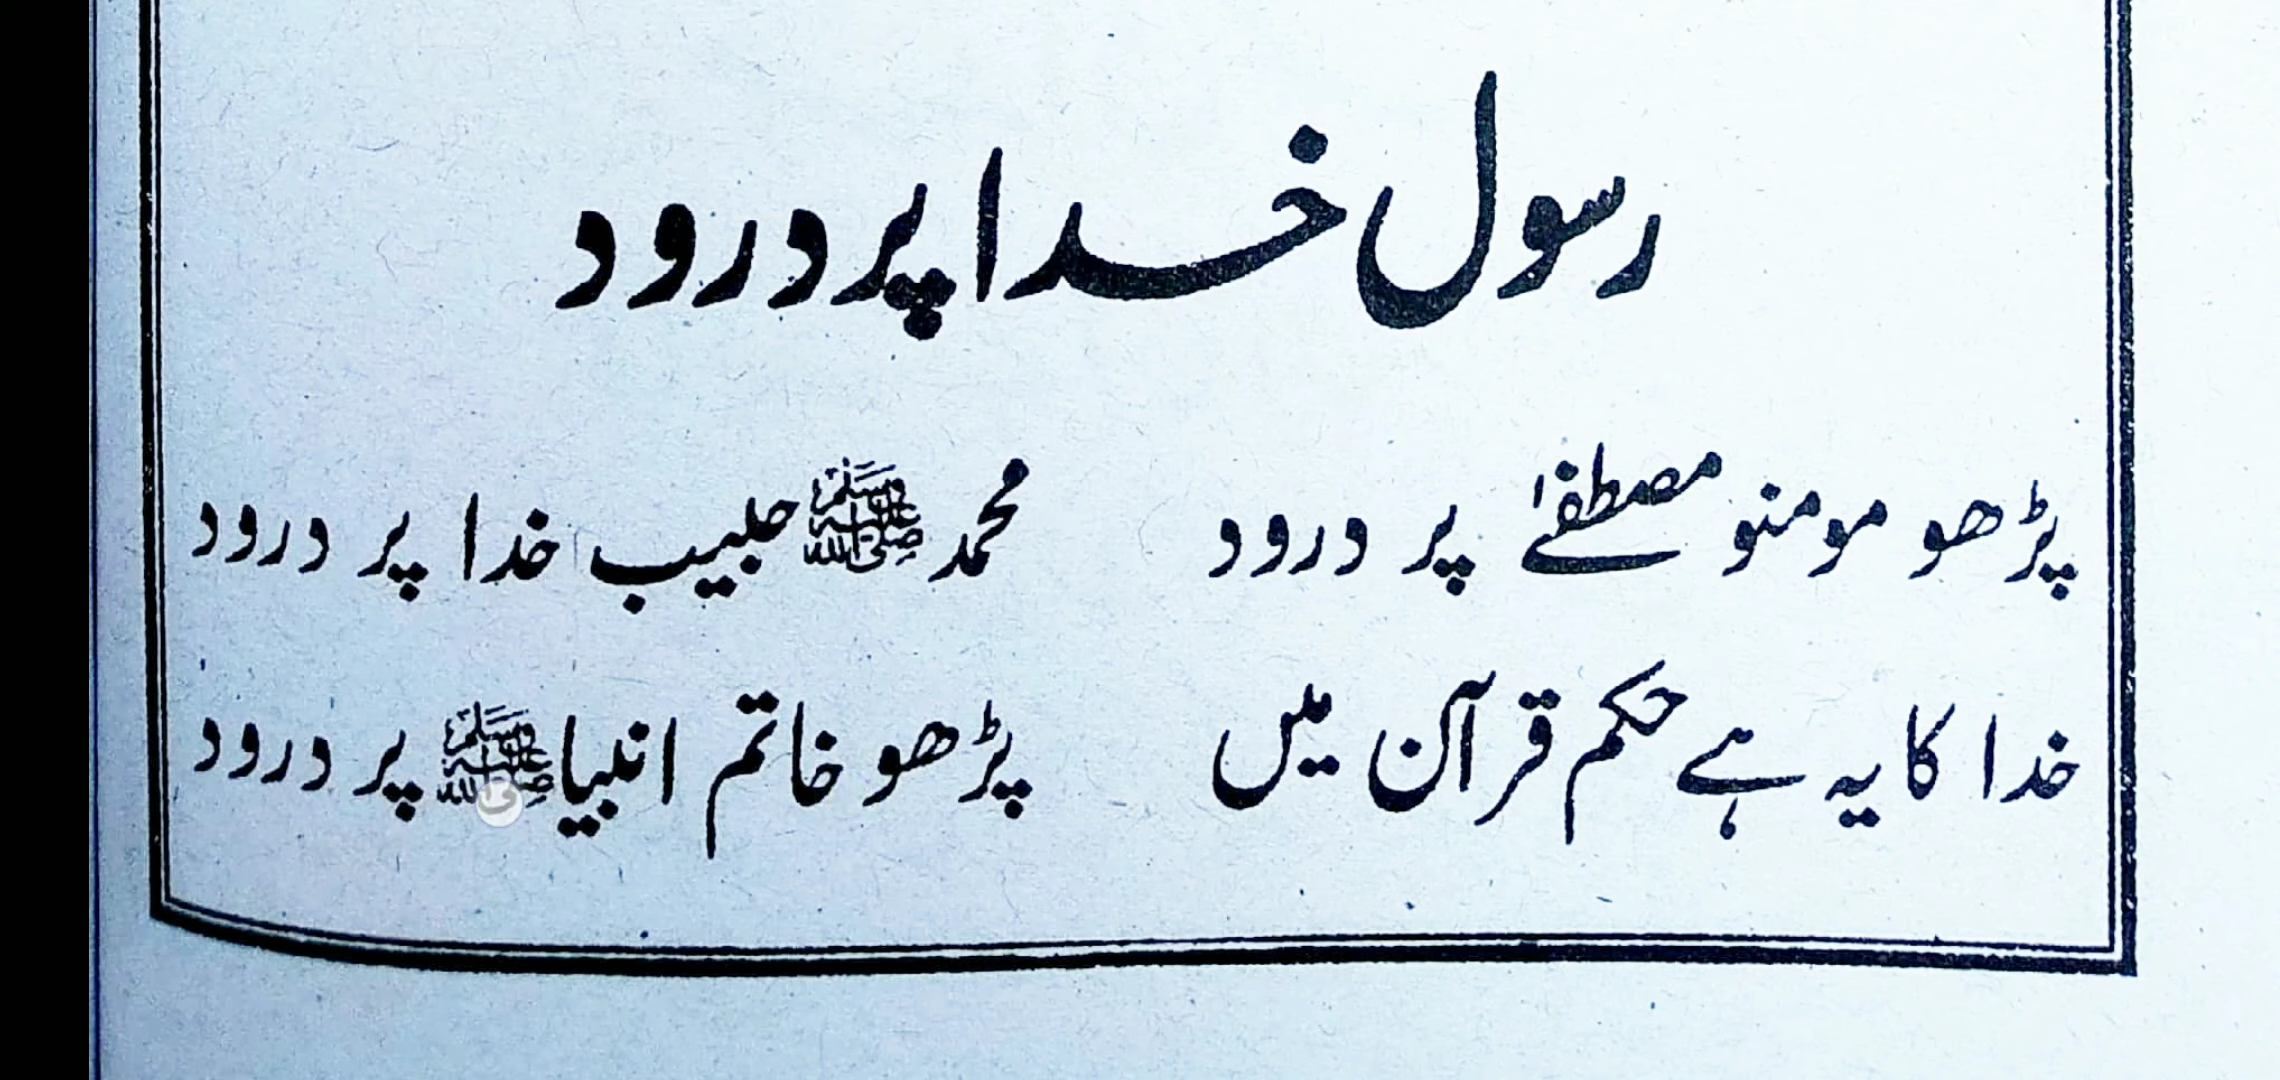 رسول خدا پر درود
پڑھو مومنو مصطفےٰ پر درود محمد ﷺ حبیب خدا پر درود
خدا کا یہ ہے حکم قرآن میں پڑھو خاتم انبیا ﷺ پر درود